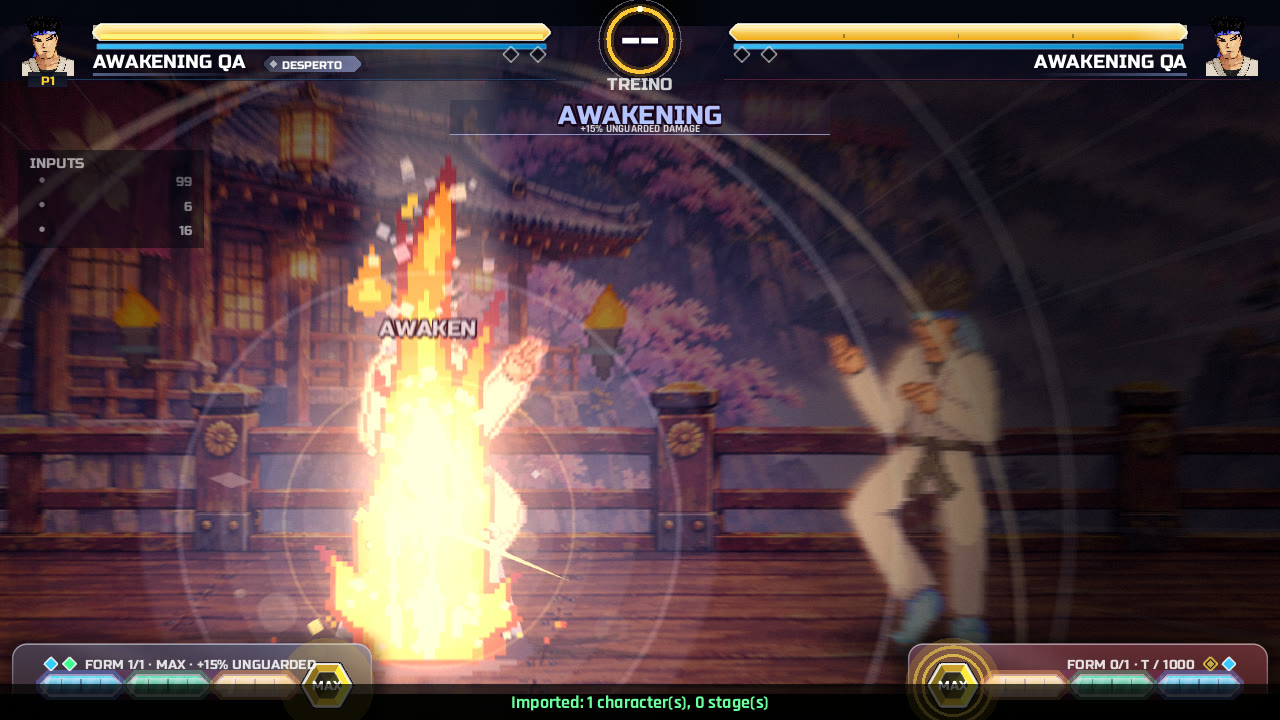 P1
AWAKENING QA
DESPERTO
--
TREINO
AWAKENING QA
AWAKENING
+15% UNGUARDED DAMAGE
INPUTS
99
6
16
AWAKEN
FORM 1/1 · MAX · +15% UNGUARDED
MAX
FORM 0/1 · T / 1000
MAX
Imported: 1 character(s), 0 stage(s)